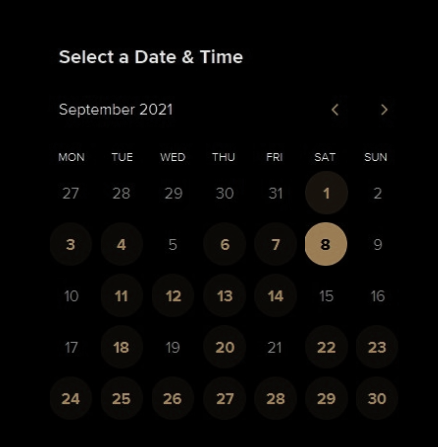 Select a Date & Time
September 2021
MON TUE WED THU FRI SAT SUN
27 28 29 30 31 1 2
3 4 5 6 7 8 9
10 11 12 13 14 15 16
17 18 19 20 21 22 23
24 25 26 27 28 29 30